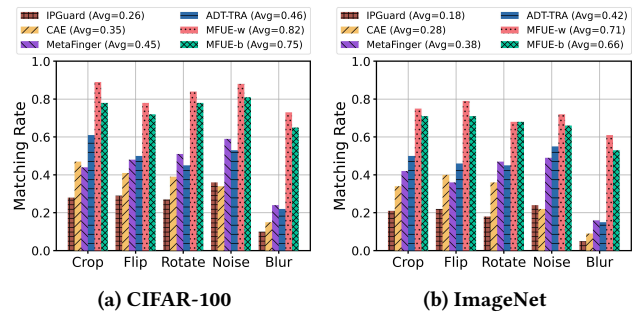 IPGuard (Avg=0.26) ADT-TRA (Avg=0.46)
CAE (Avg=0.35) MFUE-w (Avg=0.82)
MetaFinger (Avg=0.45) MFUE-b (Avg=0.75)
Matching Rate
1.0
0.8
0.6
0.4
0.2
0.0
Crop Flip Rotate Noise Blur
(a) CIFAR-100
IPGuard (Avg=0.18) ADT-TRA (Avg=0.42)
CAE (Avg=0.28) MFUE-w (Avg=0.71)
MetaFinger (Avg=0.38) MFUE-b (Avg=0.66)
Matching Rate
1.0
0.8
0.6
0.4
0.2
0.0
Crop Flip Rotate Noise Blur
(b) ImageNet